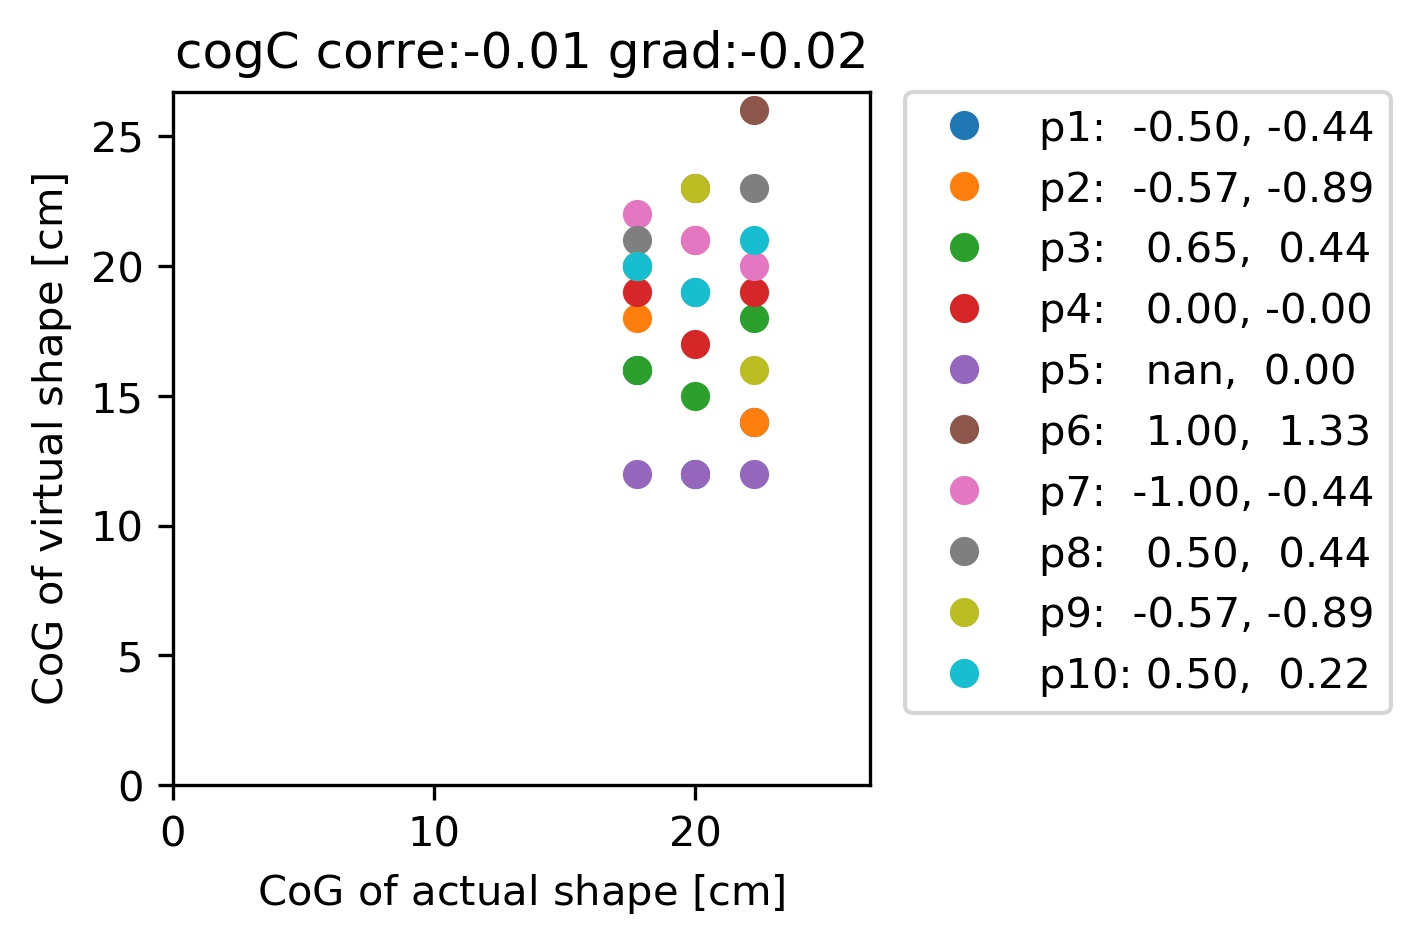 cogC corre:-0.01 grad:-0.02
25
20
15
10
5
0
0 10 20
CoG of virtual shape [cm]
CoG of actual shape [cm]
p1: -0.50, -0.44
p2: -0.57, -0.89
p3: 0.65, 0.44
p4: 0.00, -0.00
p5: nan, 0.00
p6: 1.00, 1.33
p7: -1.00, -0.44
p8: 0.50, 0.44
p9: -0.57, -0.89
p10: 0.50, 0.22